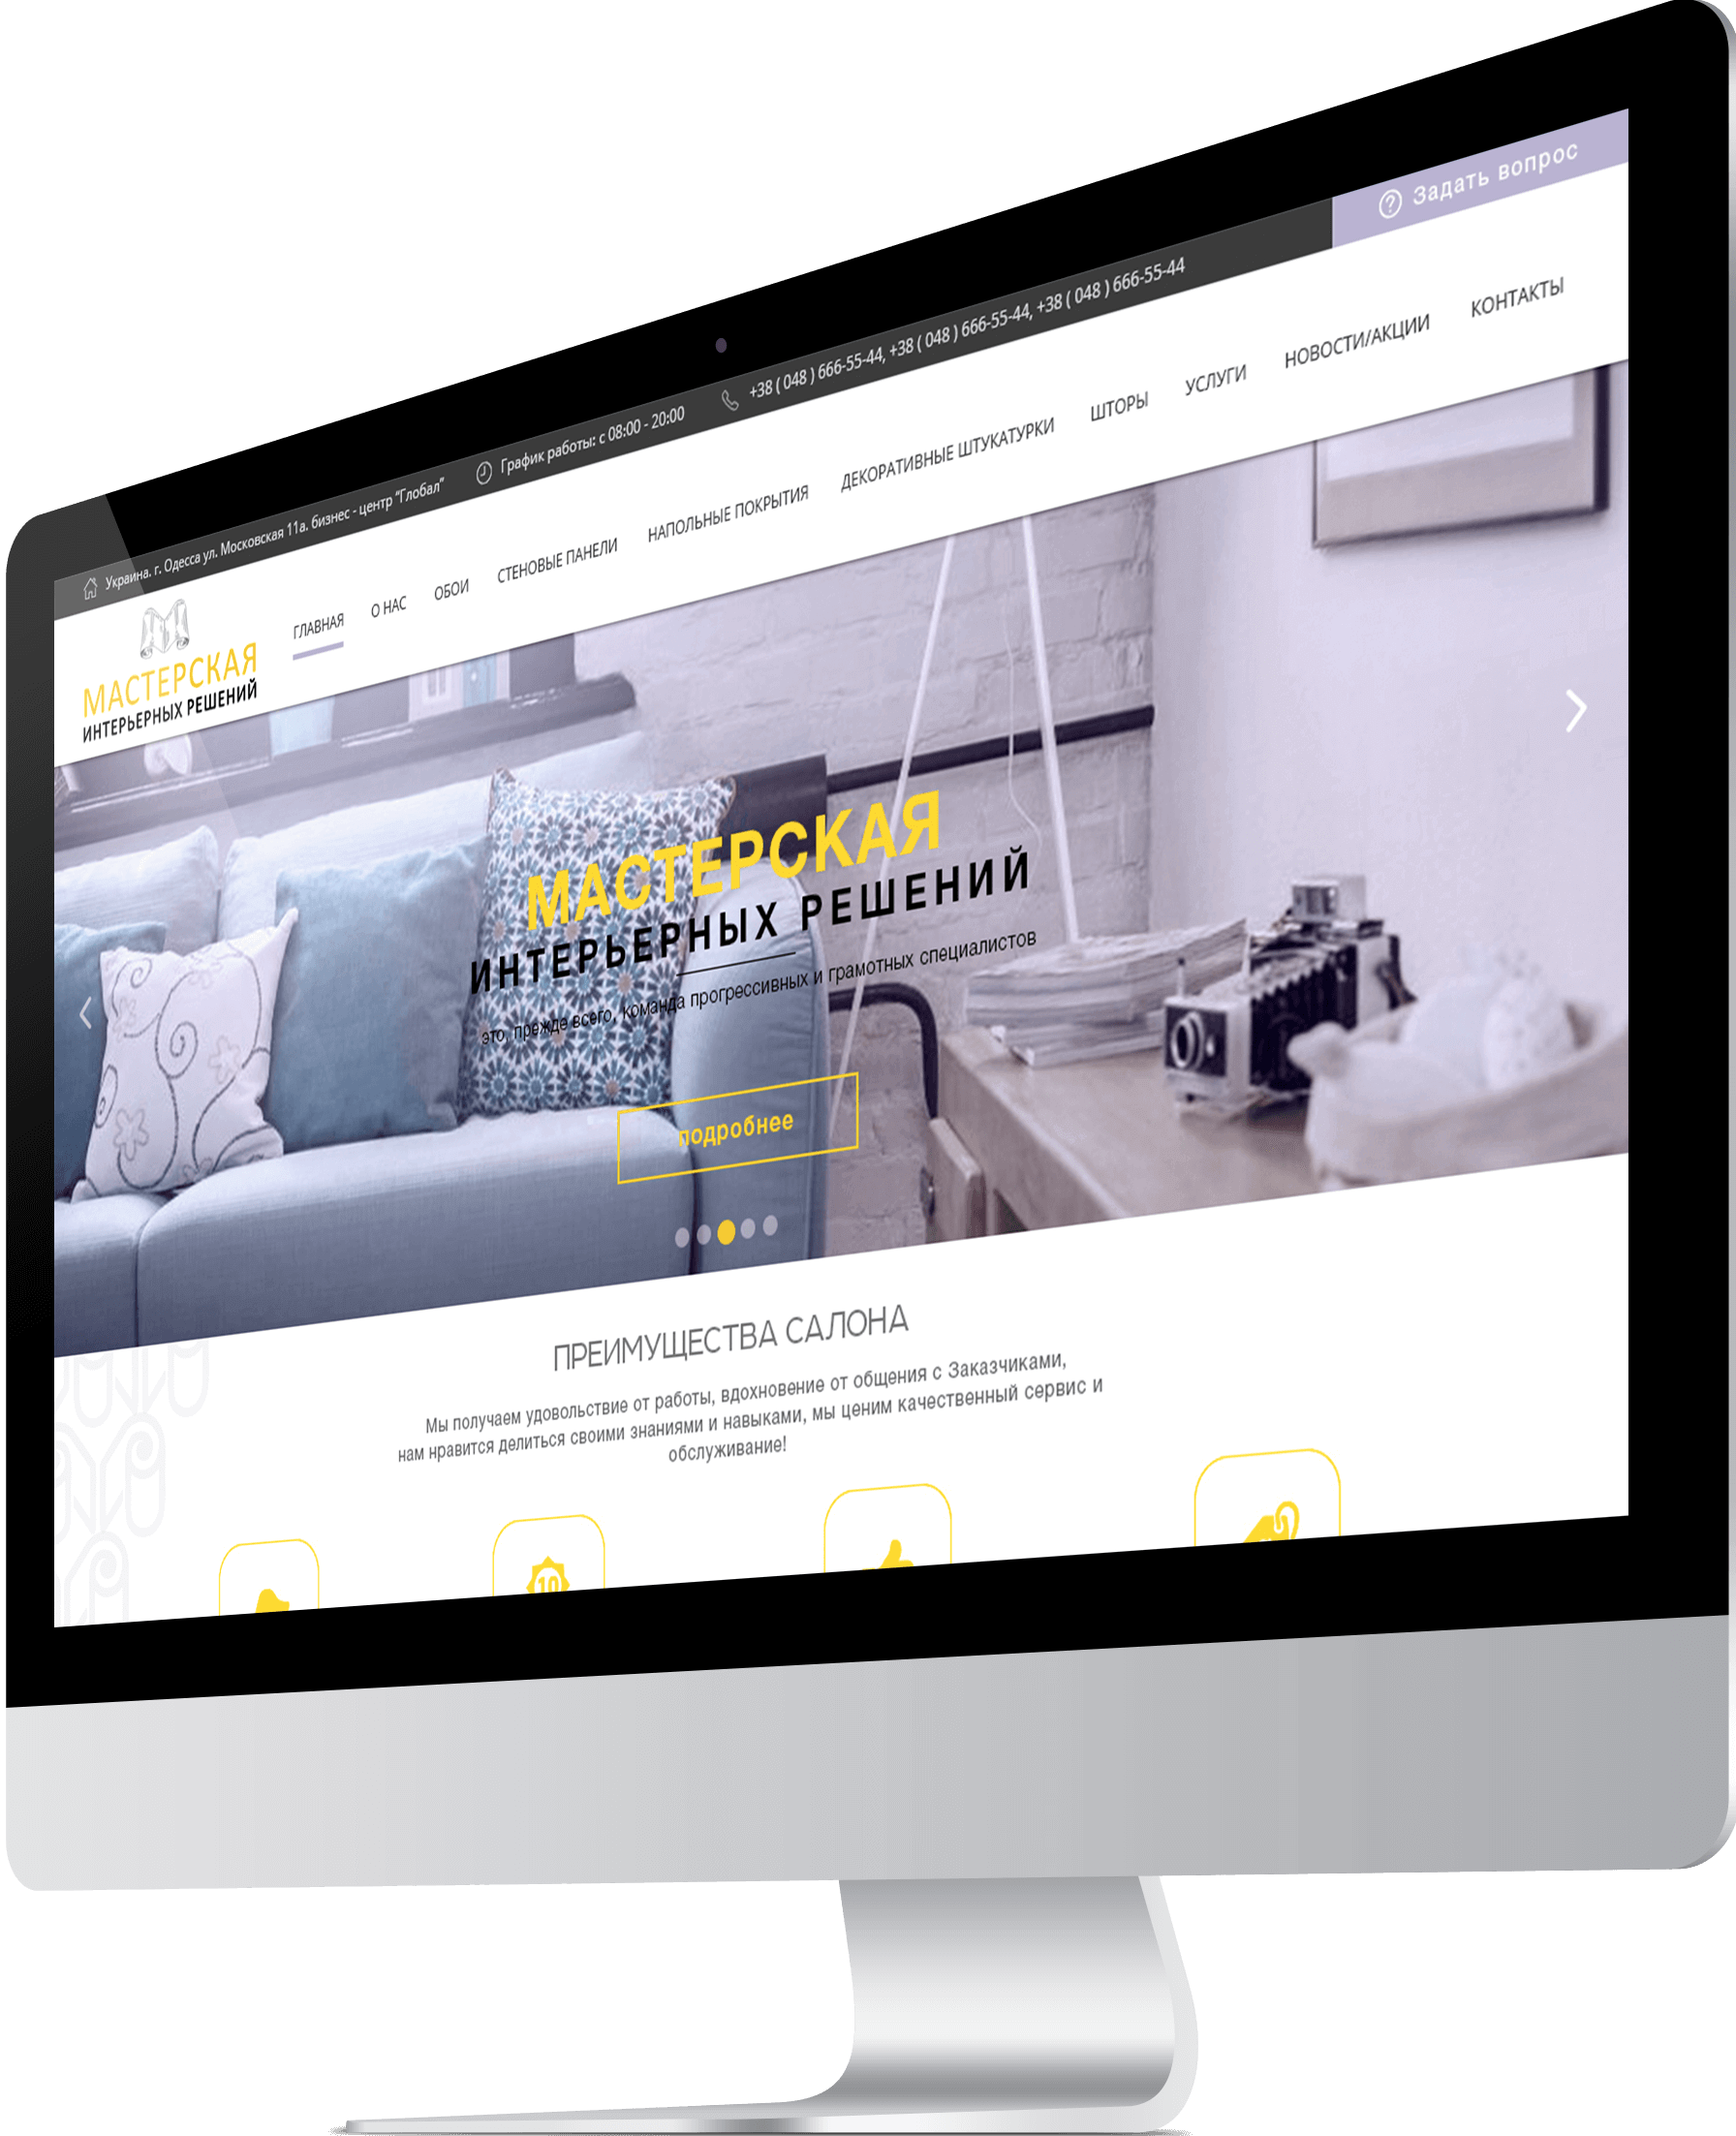 Задать вопрос
Украина. г. Одесса ул. Московская 11а. бизнес - центр “Глобал”
График работы: с 08:00 - 20:00
+38 ( 048 ) 666-55-44, +38 ( 048 ) 666-55-44, +38 ( 048 ) 666-55-44
МАСТЕРСКАЯ
ИНТЕРЬЕРНЫХ РЕШЕНИЙ
ГЛАВНАЯ
О НАС
ОБОИ
СТЕНОВЫЕ ПАНЕЛИ
НАПОЛЬНЫЕ ПОКРЫТИЯ
ДЕКОРАТИВНЫЕ ШТУКАТУРКИ
ШТОРЫ
УСЛУГИ
НОВОСТИ/АКЦИИ
КОНТАКТЫ
МАСТЕРСКАЯ
ИНТЕРЬЕРНЫХ РЕШЕНИЙ
это, прежде всего, команда прогрессивных и грамотных специалистов
подробнее
ПРЕИМУЩЕСТВА САЛОНА
Мы получаем удовольствие от работы, вдохновение от общения с Заказчиками,
нам нравится делиться своими знаниями и навыками, мы ценим качественный сервис и
обслуживание!
10